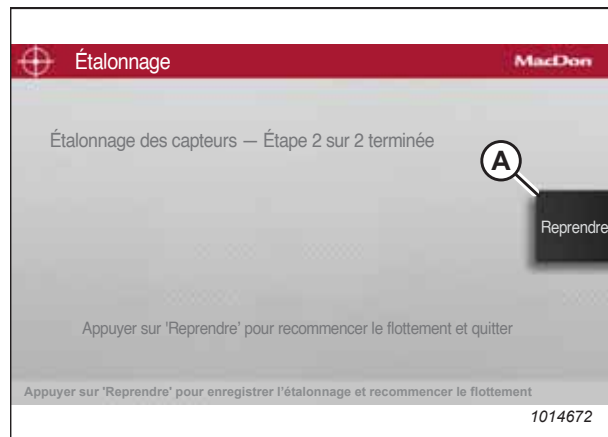 Étalonnage
MacDon
Étalonnage des capteurs — Étape 2 sur 2 terminée
A
Reprendre
Appuyer sur 'Reprendre' pour recommencer le flottement et quitter
Appuyer sur 'Reprendre' pour enregistrer l'étalonnage et recommencer le flottement
1014672